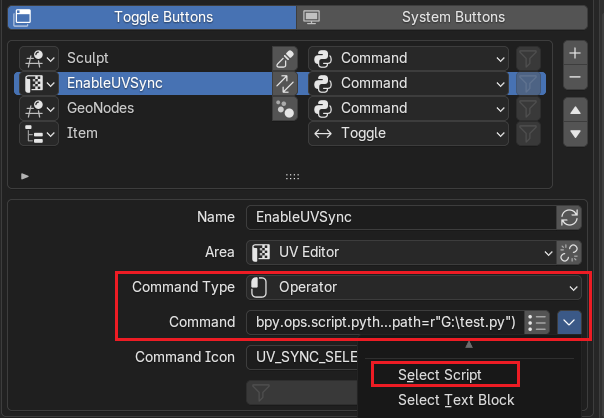 Toggle Buttons System Buttons
Sculpt Command
EnableUVSync Command
GeoNodes Command
Item Toggle
Name EnableUVSync
Area UV Editor
Command Type Operator
Command bpy.ops.script.pyth...path=r"G:\test.py")
Command Icon UV_SYNC_SELE
Select Script
Select Text Block